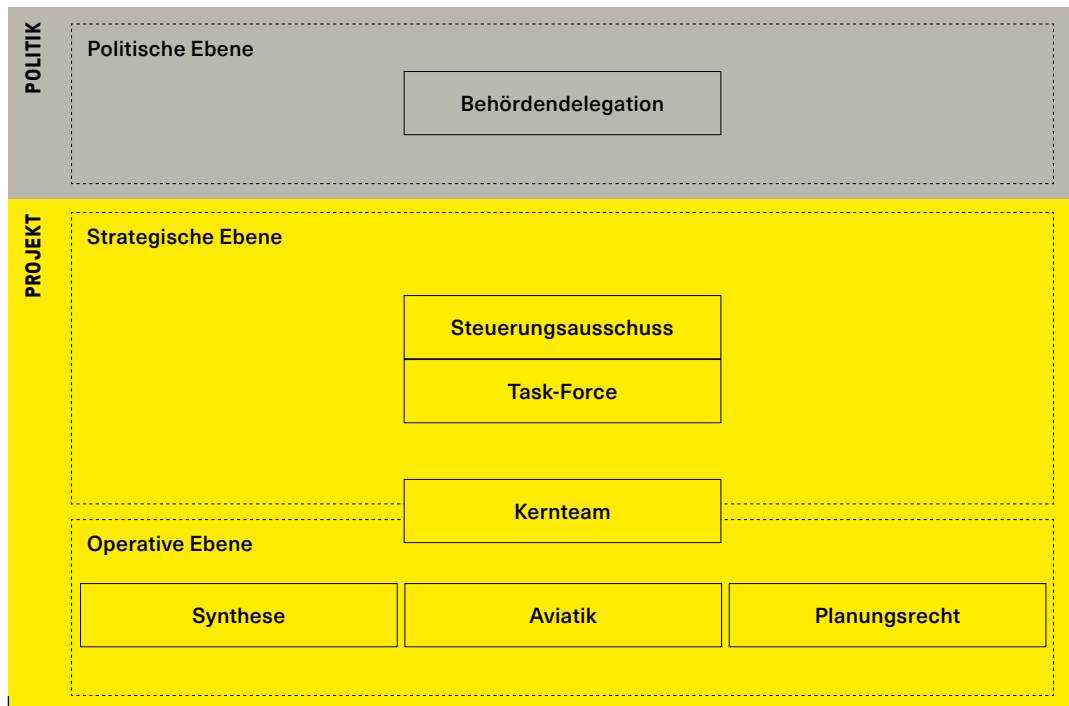 POLITIK
Politische Ebene
Behördendelegation
PROJEKT
Strategische Ebene
Steuerungsausschuss
Task-Force
Kernteam
Operative Ebene
Synthese
Aviatik
Planungsrecht